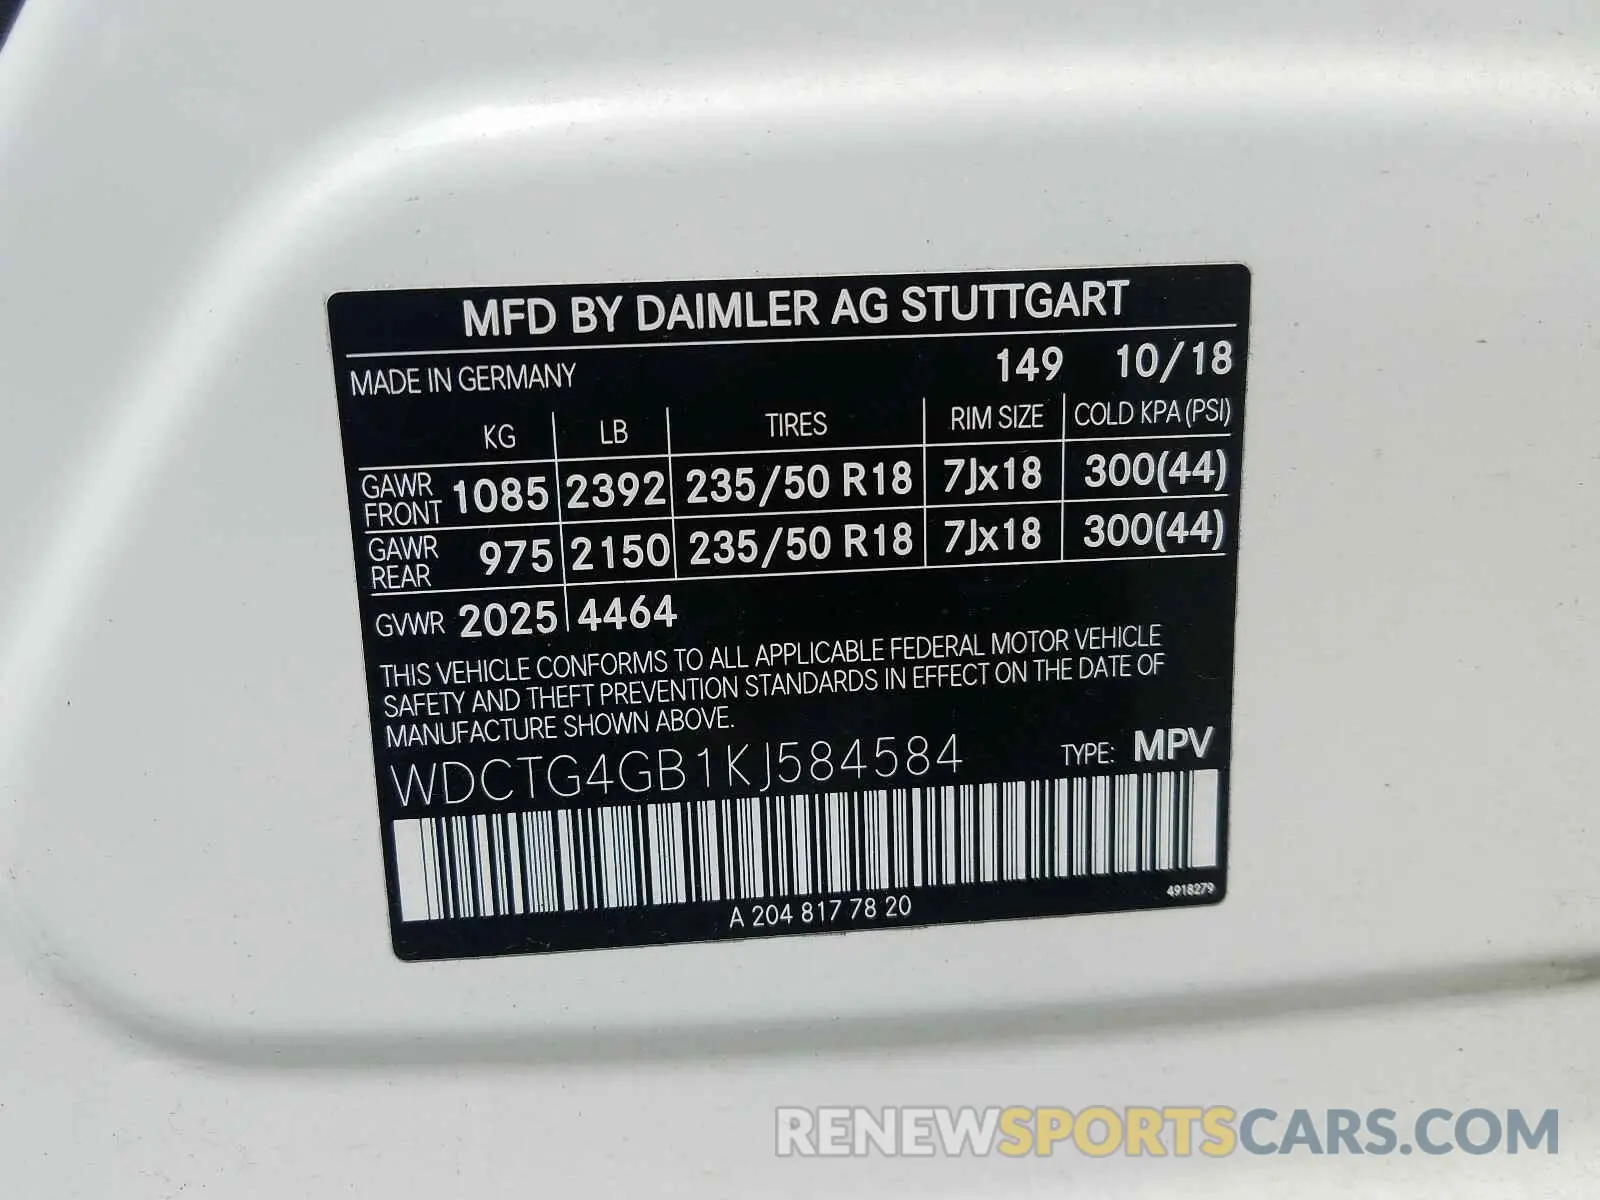 MFD BY DAIMLER AG STUTTGART
MADE IN GERMANY 149 10/18
KG LB TIRES RIM SIZE COLD KPA (PSI)
GAWR FRONT 1085 2392 235/50 R18 7Jx18 300(44)
GAWR REAR 975 2150 235/50 R18 7Jx18 300(44)
GVWR 2025 4464
THIS VEHICLE CONFORMS TO ALL APPLICABLE FEDERAL MOTOR VEHICLE
SAFETY AND THEFT PREVENTION STANDARDS IN EFFECT ON THE DATE OF
MANUFACTURE SHOWN ABOVE.
WDCTG4GB1KJ584584 TYPE: MPV
4918279
A 204 817 78 20
RENEWSPORTSCARS.COM